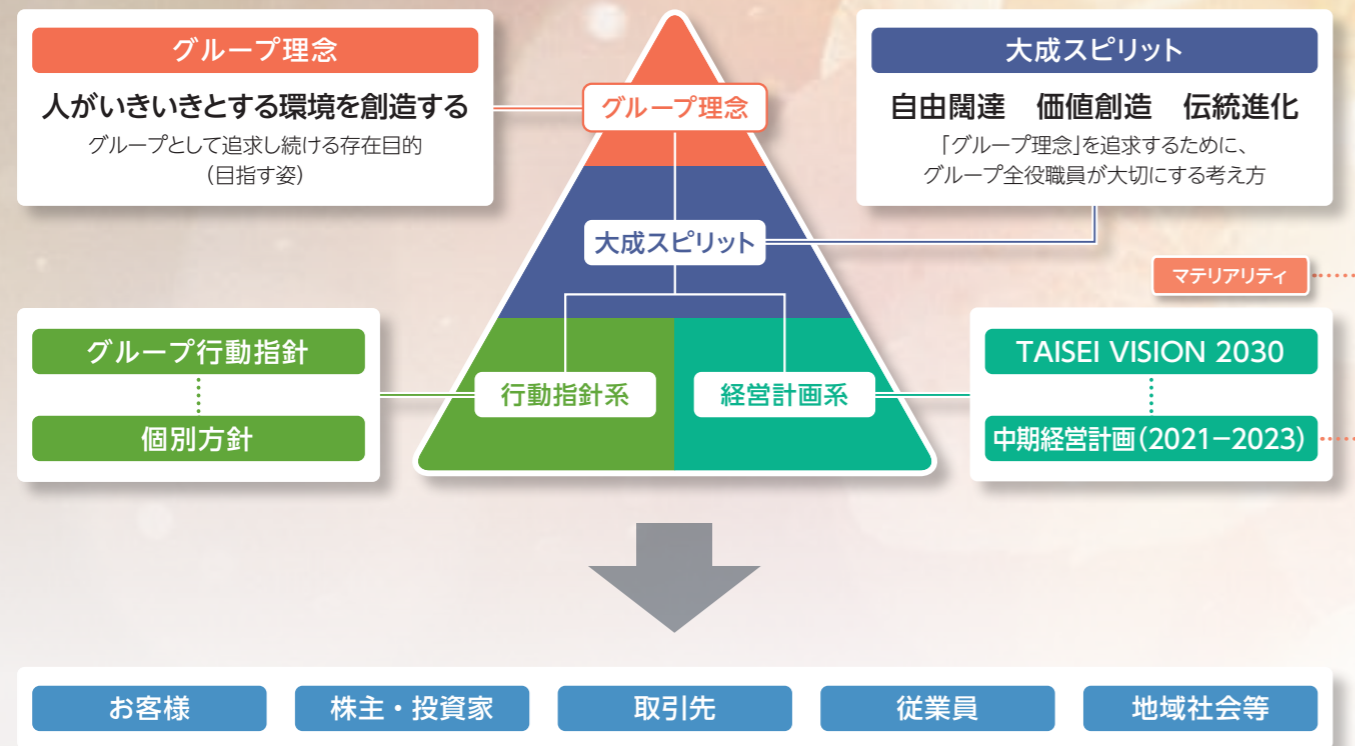 グループ理念
人がいきいきとする環境を創造する
グループとして追求し続ける存在目的
（目指す姿）
グループ理念
大成スピリット
自由闊達　価値創造　伝統進化
「グループ理念」を追求するために、
グループ全役職員が大切にする考え方
大成スピリット
マテリアリティ
グループ行動指針
個別方針
行動指針系
経営計画系
TAISEI VISION 2030
中期経営計画（2021－2023）
お客様
株主・投資家
取引先
従業員
地域社会等